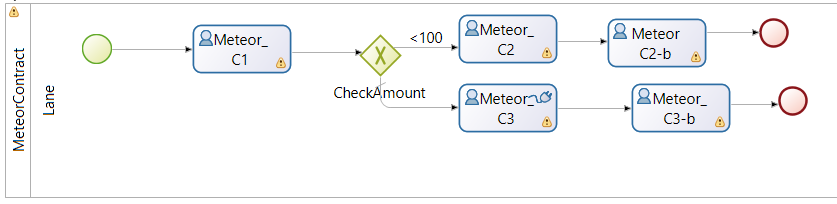 MeteorContract
Lane
Meteor_
C1
CheckAmount
<100
Meteor_
C2
Meteor
C2-b
Meteor_
C3
Meteor_
C3-b